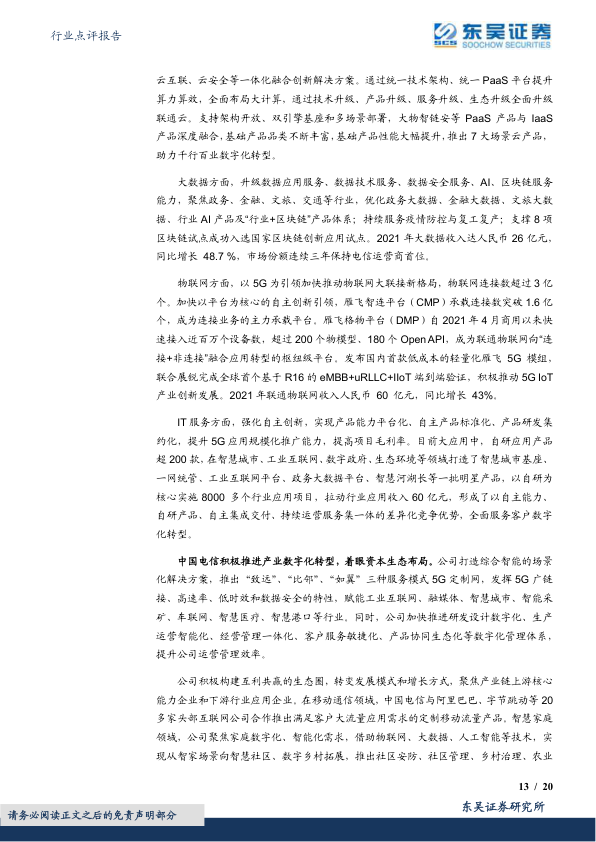 行业点评报告
东吴证券
SCS
SOOCHOW SECURITIES
云互联、云安全等一体化融合创新解决方案。通过统一技术架构、统一 PaaS 平台提升
算力算效，全面布局大计算，通过技术升级、产品升级、服务升级、生态升级全面升级
联通云。支持架构开放、双引擎基座和多场景部署，大物智链安等 PaaS 产品与 IaaS
产品深度融合，基础产品品类不断丰富，基础产品性能大幅提升，推出 7 大场景云产品，
助力千行百业数字化转型。
大数据方面，升级数据应用服务、数据技术服务、数据安全服务、AI、区块链服务
能力，聚焦政务、金融、文旅、交通等行业，优化政务大数据、金融大数据、文旅大数
据、行业 AI 产品及“行业+区块链”产品体系；持续服务疫情防控与复工复产；支撑 8 项
区块链试点成功入选国家区块链创新应用试点。2021 年大数据收入达人民币 26 亿元，
同比增长 48.7 %，市场份额连续三年保持电信运营商首位。
物联网方面，以 5G 为引领加快推动物联网大联接新格局，物联网连接数超过 3 亿
个。加快以平台为核心的自主创新引领，雁飞智连平台（CMP）承载连接数突破 1.6 亿
个，成为连接业务的主力承载平台。雁飞格物平台（DMP）自 2021 年 4 月商用以来快
速接入近百万个设备数，超过 200 个物模型、180 个 Open API，成为联通物联网向“连
接+非连接”融合应用转型的枢纽级平台。发布国内首款低成本的轻量化雁飞 5G 模组，
联合展锐完成全球首个基于 R16 的 eMBB+uRLLC+IIoT 端到端验证，积极推动 5G IoT
产业创新发展。2021 年联通物联网收入人民币 60 亿元，同比增长 43%。
IT 服务方面，强化自主创新，实现产品能力平台化、自主产品标准化、产品研发集
约化，提升 5G 应用规模化推广能力，提高项目毛利率。目前大应用中，自研应用产品
超 200 款，在智慧城市、工业互联网、数字政府、生态环境等领域打造了智慧城市基座、
一网统管、工业互联网平台、政务大数据平台、智慧河湖长等一批明星产品，以自研为
核心实施 8000 多个行业应用项目，拉动行业应用收入 60 亿元，形成了以自主能力、
自研产品、自主集成交付、持续运营服务集一体的差异化竞争优势，全面服务客户数字
化转型。
中国电信积极推进产业数字化转型，着眼资本生态布局。公司打造综合智能的场景
化解决方案，推出 “致远”、“比邻”、“如翼” 三种服务模式 5G 定制网，发挥 5G 广链
接、高速率、低时效和数据安全的特性，赋能工业互联网、融媒体、智慧城市、智能采
矿、车联网、智慧医疗、智慧港口等行业。同时，公司加快推进研发设计数字化、生产
运营智能化、经营管理一体化、客户服务敏捷化、产品协同生态化等数字化管理体系，
提升公司运营管理效率。
公司积极构建互利共赢的生态圈，转变发展模式和增长方式，聚焦产业链上游核心
能力企业和下游行业应用企业。在移动通信领域，中国电信与阿里巴巴、字节跳动等 20
多家头部互联网公司合作推出满足客户大流量应用需求的定制移动流量产品。智慧家庭
领域，公司聚焦家庭数字化、智能化需求，借助物联网、大数据、人工智能等技术，实
现从智家场景向智慧社区、数字乡村拓展，推出社区安防、社区管理、乡村治理、农业
13 / 20
东吴证券研究所
请务必阅读正文之后的免责声明部分